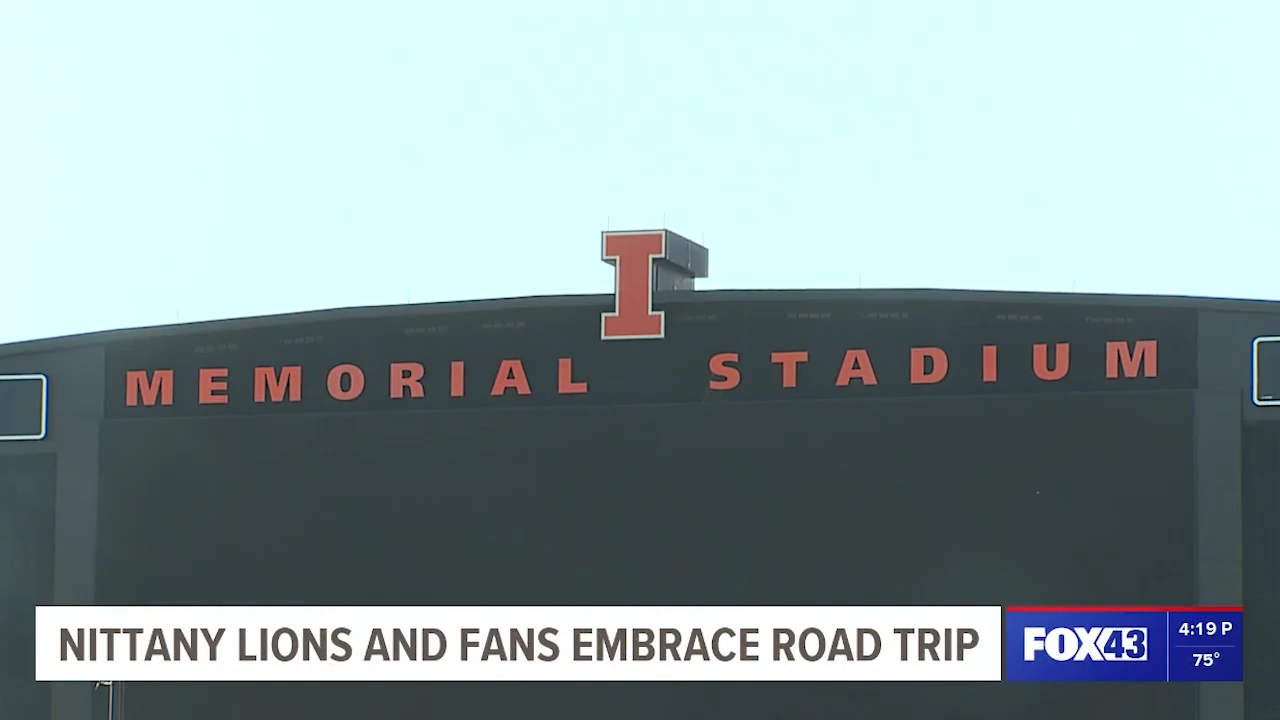 I
MEMORIAL STADIUM
NITTANY LIONS AND FANS EMBRACE ROAD TRIP
FOX43
4:19 P
75°